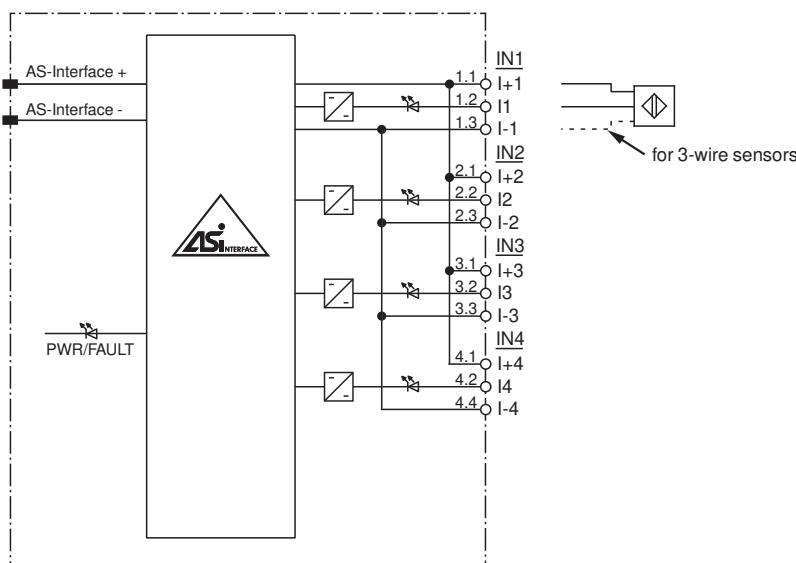 IN1
AS-Interface +
1.1 I+1
1.2 I1
AS-Interface -
1.3 I-1
IN2
for 3-wire sensors
2.1 I+2
2.2 I2
2.3 I-2
ASi INTERFACE
IN3
3.1 I+3
3.2 I3
3.3 I-3
PWR/FAULT
IN4
4.1 I+4
4.2 I4
4.4 I-4